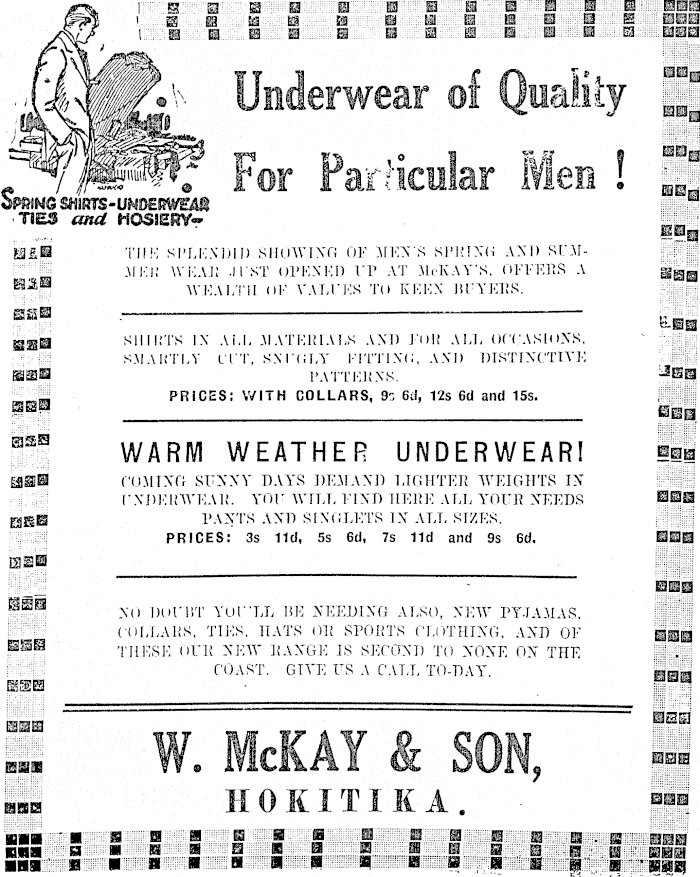 Underwear of Quality
For Particular Men !
SPRING SHIRTS-UNDERWEAR
TIES and HOSIERY-
THE SPLENDID SHOWING OF MEN'S SPRING AND SUM-
MER WEAR JUST OPENED UP AT McKAY'S, OFFERS A
WEALTH OF VALUES TO KEEN BUYERS.
SHIRTS IN ALL MATERIALS AND FOR ALL OCCASIONS,
SMARTLY CUT, SNUGLY FITTING, AND DISTINCTIVE
PATTERNS.
PRICES: WITH COLLARS, 9s 6d, 12s 6d and 15s.
WARM WEATHER UNDERWEAR!
COMING SUNNY DAYS DEMAND LIGHTER WEIGHTS IN
UNDERWEAR. YOU WILL FIND HERE ALL YOUR NEEDS
PANTS AND SINGLETS IN ALL SIZES.
PRICES: 3s 11d, 5s 6d, 7s 11d and 9s 6d.
NO DOUBT YOU'LL BE NEEDING ALSO, NEW PYJAMAS,
COLLARS, TIES, HATS OR SPORTS CLOTHING, AND OF
THESE OUR NEW RANGE IS SECOND TO NONE ON THE
COAST. GIVE US A CALL TO-DAY.
W. McKAY & SON,
HOKITIKA.